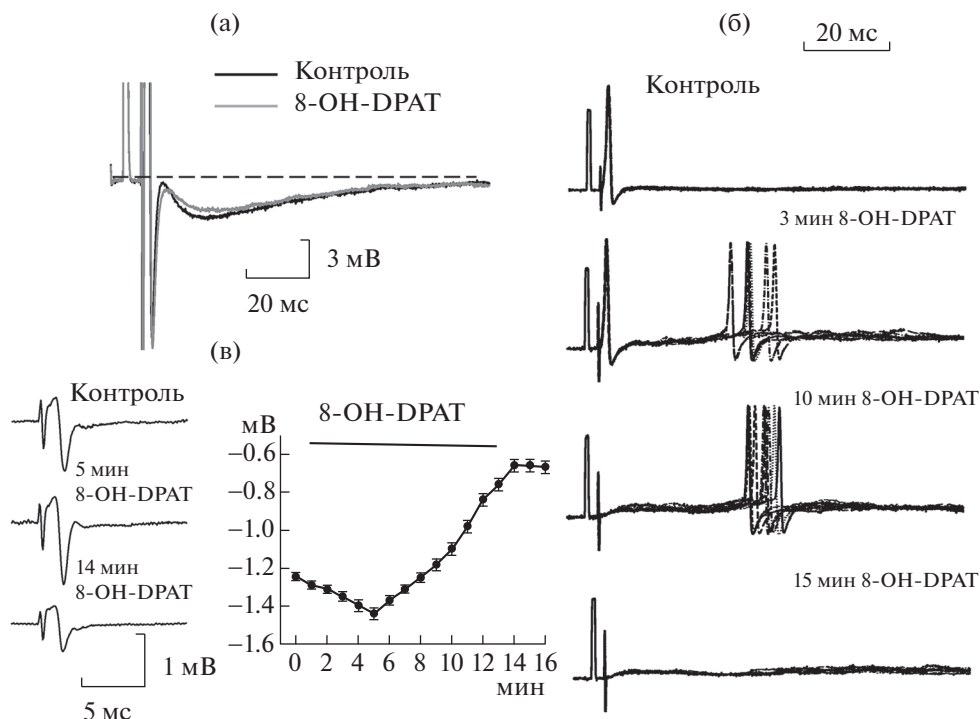 (а)
Контроль
8-OH-DPAT
3 мВ
20 мс
(б)
20 мс
Контроль
3 мин 8-OH-DPAT
10 мин 8-OH-DPAT
15 мин 8-OH-DPAT
(в)
Контроль
5 мин
8-OH-DPAT
14 мин
8-OH-DPAT
1 мВ
5 мс
8-OH-DPAT
мВ
−0.6
−0.8
−1.0
−1.2
−1.4
−1.6
0 2 4 6 8 10 12 14 16
мин